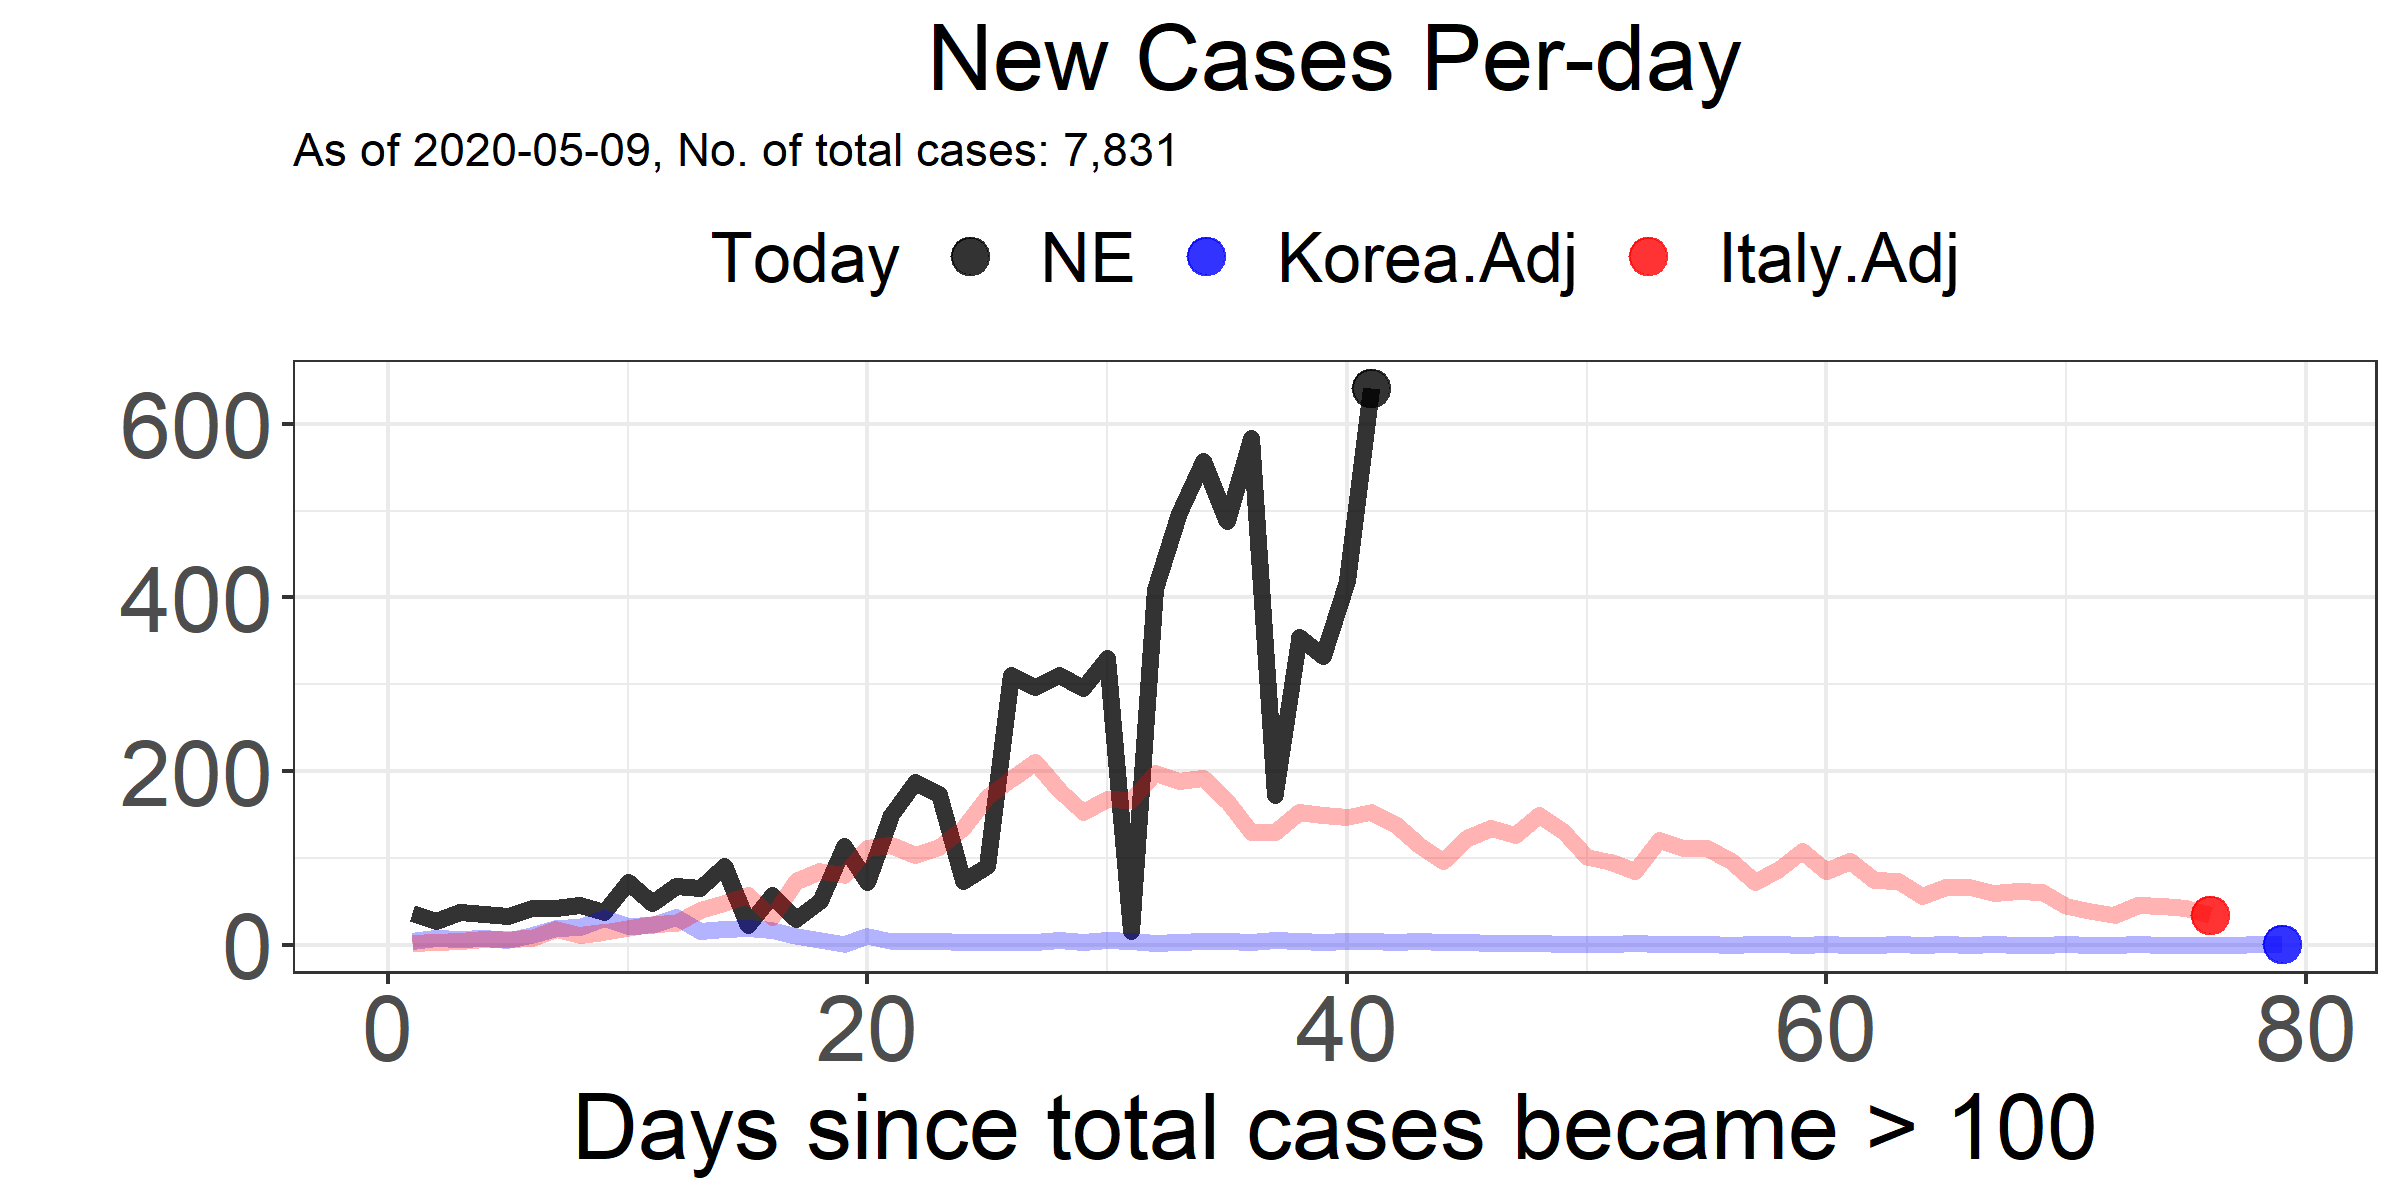 New Cases Per-day
As of 2020-05-09, No. of total cases: 7,831
Today NE Korea.Adj Italy.Adj
600
400
200
0
0 20 40 60 80
Days since total cases became > 100